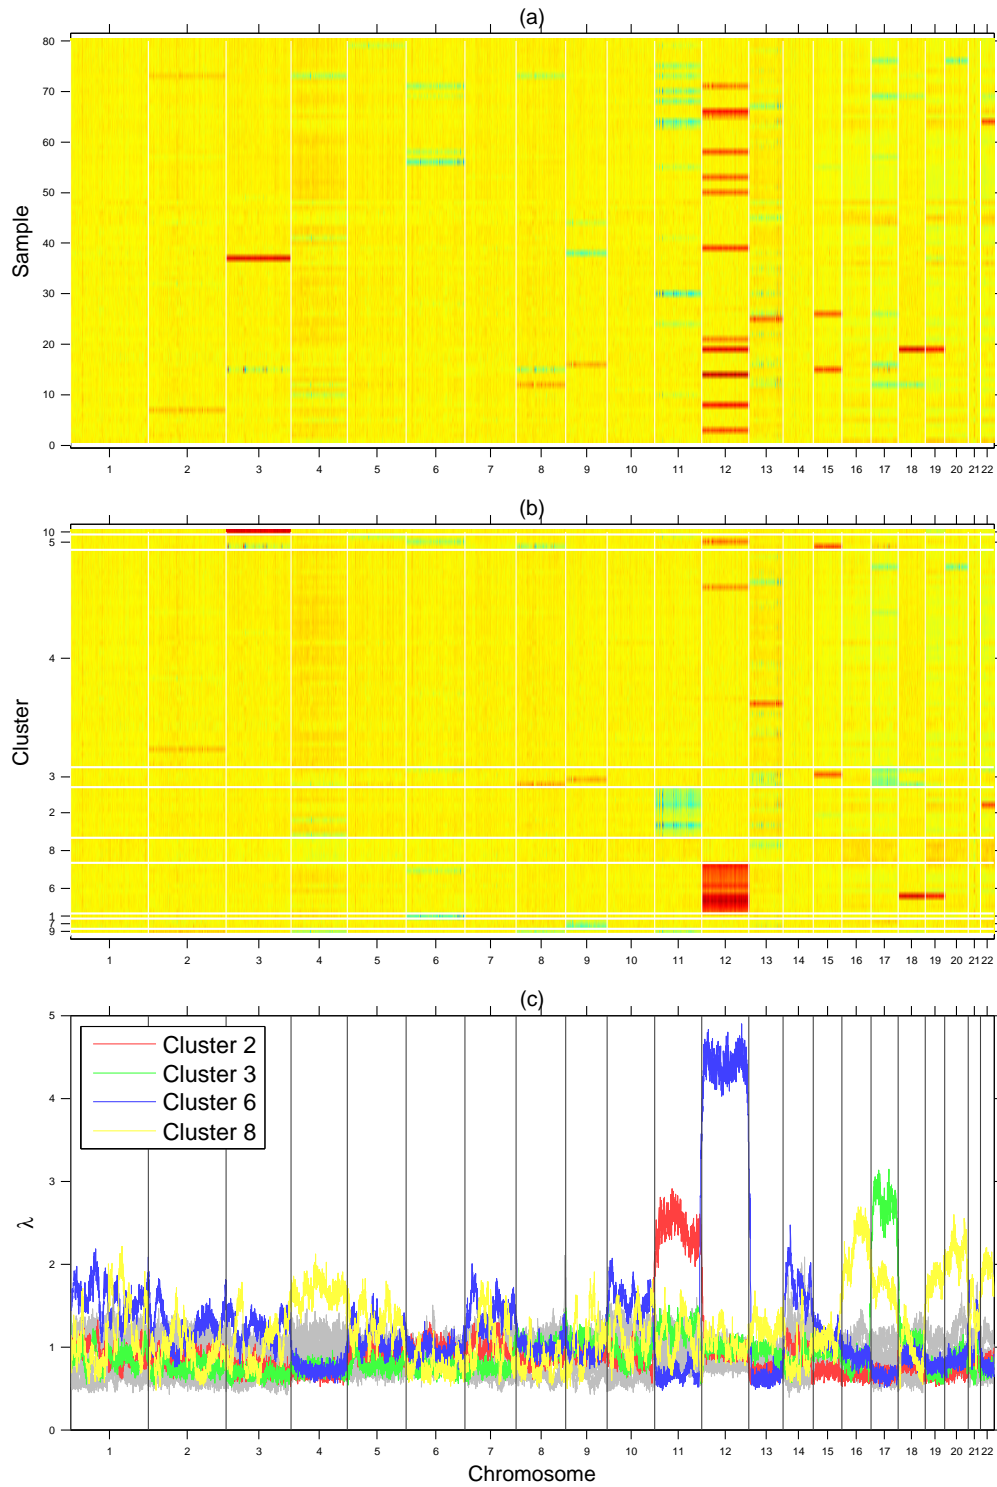 (a)
80
70
60
50
40
30
20
10
0
Sample
1 2 3 4 5 6 7 8 9 10 11 12 13 14 15 16 17 18 19 20 21 22
(b)
10
5
4
3
2
8
6
1
7
9
Cluster
1 2 3 4 5 6 7 8 9 10 11 12 13 14 15 16 17 18 19 20 21 22
(c)
5
4
3
2
1
0
λ
Cluster 2
Cluster 3
Cluster 6
Cluster 8
1 2 3 4 5 6 7 8 9 10 11 12 13 14 15 16 17 18 19 20 21 22
Chromosome